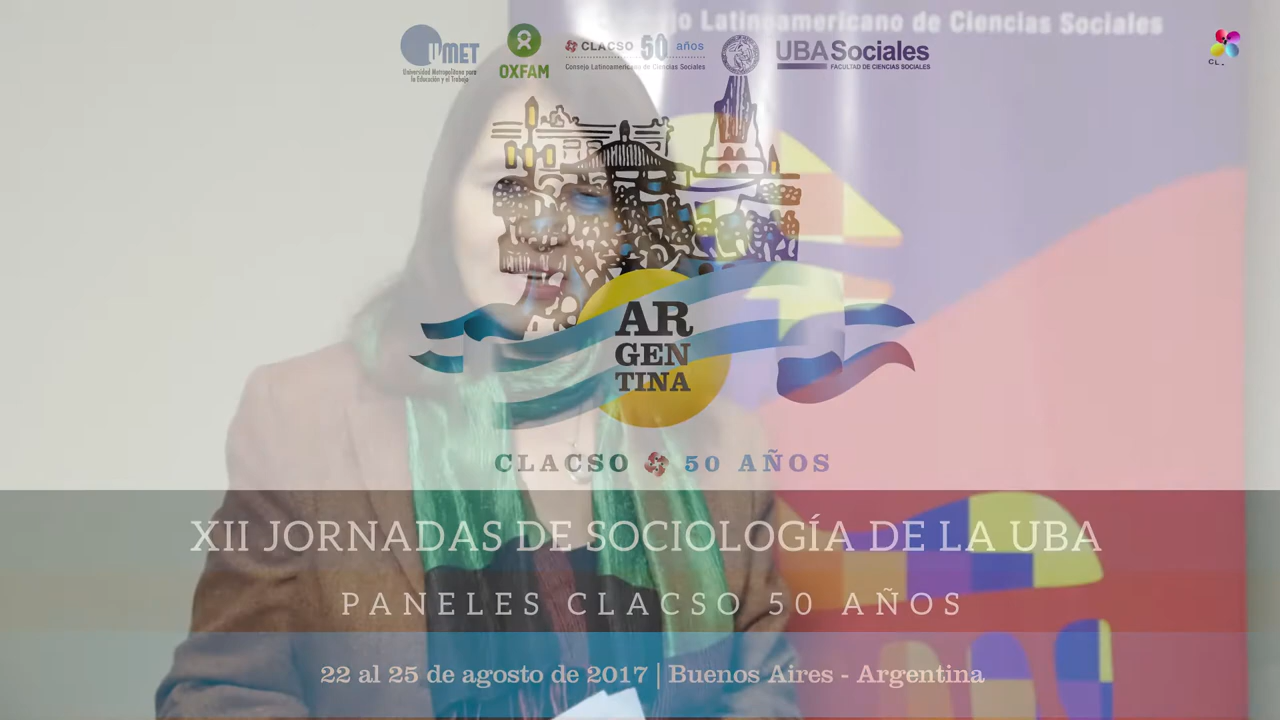 Consejo Latinoamericano de Ciencias Sociales
UMET
Universidad Metropolitana para
la Educación y el Trabajo
OXFAM
CLACSO 50 años
Consejo Latinoamericano de Ciencias Sociales
UBA Sociales
FACULTAD DE CIENCIAS SOCIALES
AR
GEN
TINA
CLACSO 50 AÑOS
XII JORNADAS DE SOCIOLOGÍA DE LA UBA
PANELES CLACSO 50 AÑOS
22 al 25 de agosto de 2017 | Buenos Aires - Argentina